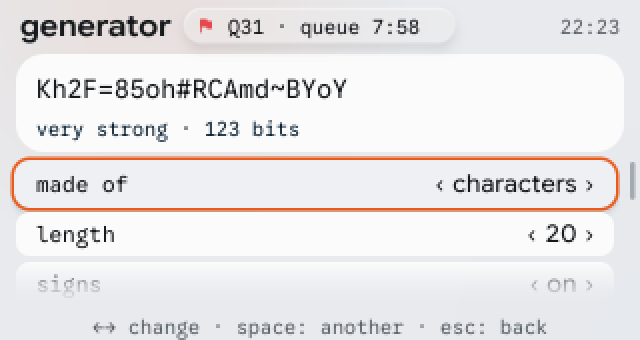 generator Q31 · queue 7:58 22:23
Kh2F=85oh#RCAmd~BYoY
very strong · 123 bits
made of ‹ characters ›
length ‹ 20 ›
signs ‹ on ›
↔ change · space: another · esc: back